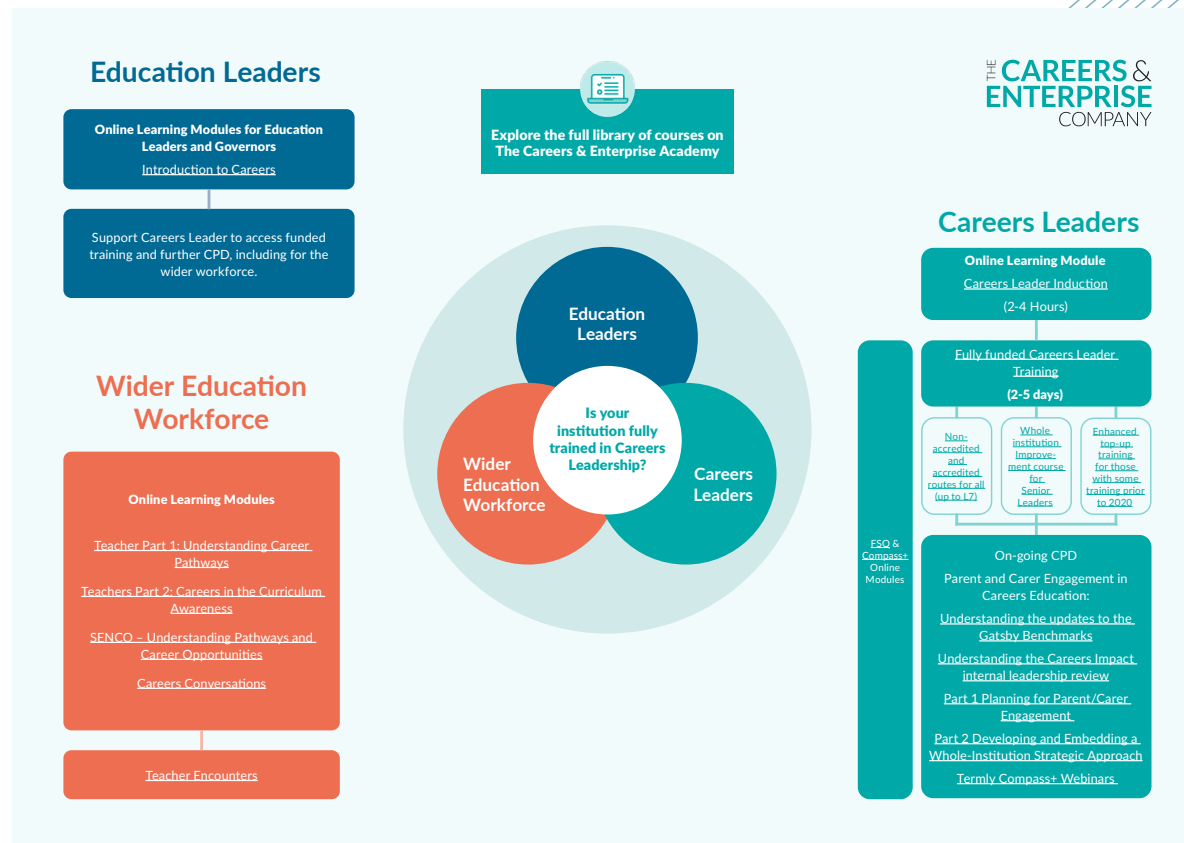 Education Leaders
Online Learning Modules for Education
Leaders and Governors
Introduction to Careers
Support Careers Leader to access funded
training and further CPD, including for the
wider workforce.
Explore the full library of courses on
The Careers & Enterprise Academy
THE CAREERS &
ENTERPRISE
COMPANY
Wider Education
Workforce
Online Learning Modules
Teacher Part 1: Understanding Career
Pathways
Teachers Part 2: Careers in the Curriculum
Awareness
SENCO – Understanding Pathways and
Career Opportunities
Careers Conversations
Teacher Encounters
Education
Leaders
Is your
institution fully
trained in Careers
Leadership?
Wider
Education
Workforce
Careers
Leaders
Careers Leaders
Online Learning Module
Careers Leader Induction
(2-4 Hours)
Fully funded Careers Leader
Training
(2-5 days)
Non-
accredited
and
accredited
routes for all
(up to L7)
Whole
institution
Improve-
ment course
for
Senior
Leaders
Enhanced
top-up
training
for those
with some
training prior
to 2020
FSQ &
Compass+
Online
Modules
On-going CPD
Parent and Carer Engagement in
Careers Education:
Understanding the updates to the
Gatsby Benchmarks
Understanding the Careers Impact
internal leadership review
Part 1 Planning for Parent/Carer
Engagement
Part 2 Developing and Embedding a
Whole-Institution Strategic Approach
Termly Compass+ Webinars